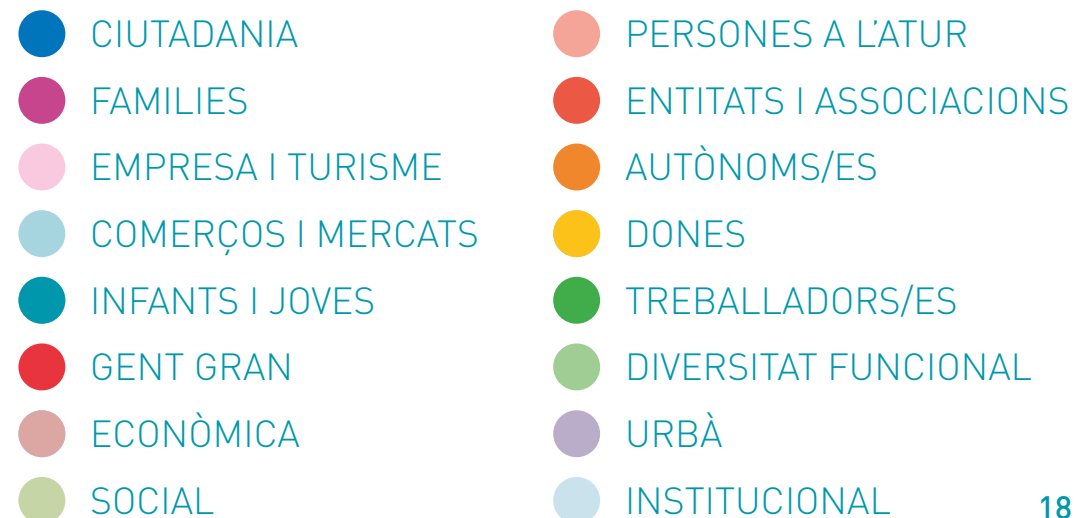 CIUTADANIA
FAMILIES
EMPRESA I TURISME
COMERÇOS I MERCATS
INFANTS I JOVES
GENT GRAN
ECONÒMICA
SOCIAL
PERSONES A L'ATUR
ENTITATS I ASSOCIACIONS
AUTÒNOMS/ES
DONES
TREBALLADORS/ES
DIVERSITAT FUNCIONAL
URBÀ
INSTITUCIONAL
18